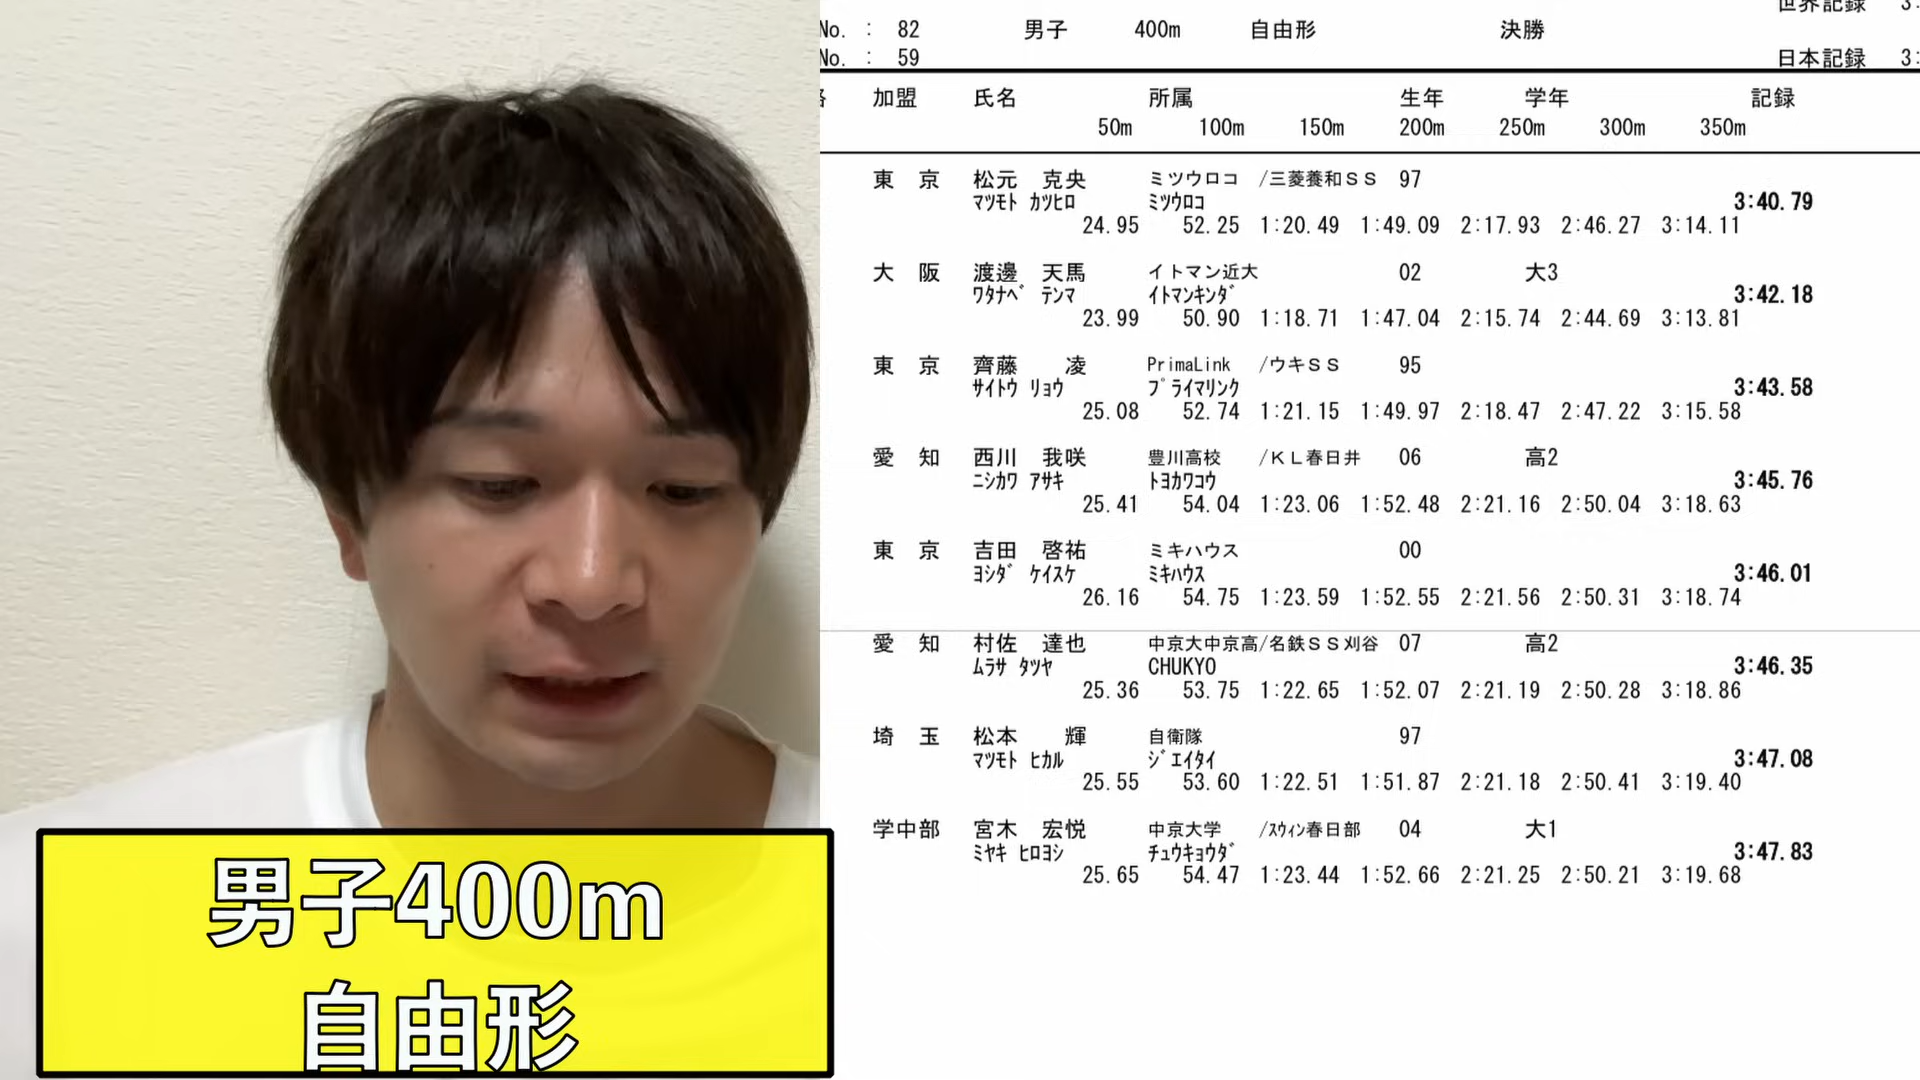 世界記録 3:
No. : 82 男子 400m 自由形 決勝
No. : 59 日本記録 3:
加盟 氏名 所属 生年 学年 記録
50m 100m 150m 200m 250m 300m 350m
東 京 松元 克央 ミツウロコ /三菱養和ＳＳ 97
ﾏﾂﾓﾄ ｶﾂﾋﾛ ﾐﾂｳﾛｺ 3:40.79
24.95 52.25 1:20.49 1:49.09 2:17.93 2:46.27 3:14.11
大 阪 渡邊 天馬 イトマン近大 02 大3
ﾜﾀﾅﾍﾞ ﾃﾝﾏ ｲﾄﾏﾝｷﾝﾀﾞ 3:42.18
23.99 50.90 1:18.71 1:47.04 2:15.74 2:44.69 3:13.81
東 京 齊藤 凌 PrimaLink /ウキＳＳ 95
ｻｲﾄｳ ﾘｮｳ ﾌﾟﾗｲﾏﾘﾝｸ 3:43.58
25.08 52.74 1:21.15 1:49.97 2:18.47 2:47.22 3:15.58
愛 知 西川 我咲 豊川高校 /ＫＬ春日井 06 高2
ﾆｼｶﾜ ｱｻｷ ﾄﾖｶﾜｺｳ 3:45.76
25.41 54.04 1:23.06 1:52.48 2:21.16 2:50.04 3:18.63
東 京 吉田 啓祐 ミキハウス 00
ﾖｼﾀﾞ ｹｲｽｹ ﾐｷﾊｳｽ 3:46.01
26.16 54.75 1:23.59 1:52.55 2:21.56 2:50.31 3:18.74
愛 知 村佐 達也 中京大中京高/名鉄ＳＳ刈谷 07 高2
ﾑﾗｻ ﾀﾂﾔ CHUKYO 3:46.35
25.36 53.75 1:22.65 1:52.07 2:21.19 2:50.28 3:18.86
埼 玉 松本 輝 自衛隊 97
ﾏﾂﾓﾄ ﾋｶﾙ ｼﾞｴｲﾀｲ 3:47.08
25.55 53.60 1:22.51 1:51.87 2:21.18 2:50.41 3:19.40
学中部 宮木 宏悦 中京大学 /ｽｳｨﾝ春日部 04 大1
ﾐﾔｷ ﾋﾛﾖｼ ﾁｭｳｷｮｳﾀﾞ 3:47.83
25.65 54.47 1:23.44 1:52.66 2:21.25 2:50.21 3:19.68
男子400m
自由形